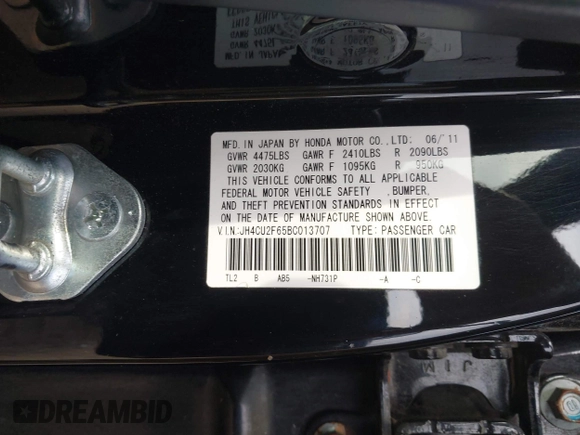 MFD. IN JAPAN BY HONDA MOTOR CO., LTD: 06/11
GVWR 4475LBS GAWR F 2410LBS R 2090LBS
GVWR 2030KG GAWR F 1095KG R 950KG
THIS VEHICLE CONFORMS TO ALL APPLICABLE
FEDERAL MOTOR VEHICLE SAFETY ,BUMPER,
AND THEFT PREVENTION STANDARDS IN EFFECT
ON THE DATE OF MANUFACTURE SHOWN ABOVE.
V.I.N:JH4CU2F65BC013707 TYPE: PASSENGER CAR
TL2 B AB5 -NH731P -A -C
DREAMBID